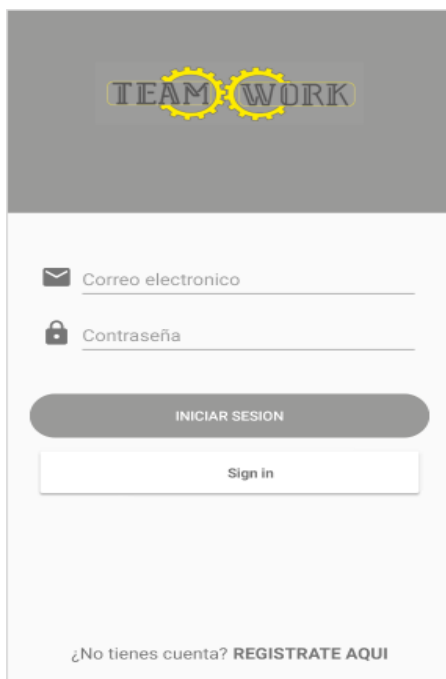 TEAM WORK
Correo electronico
Contraseña
INICIAR SESION
Sign in
¿No tienes cuenta? REGISTRATE AQUI